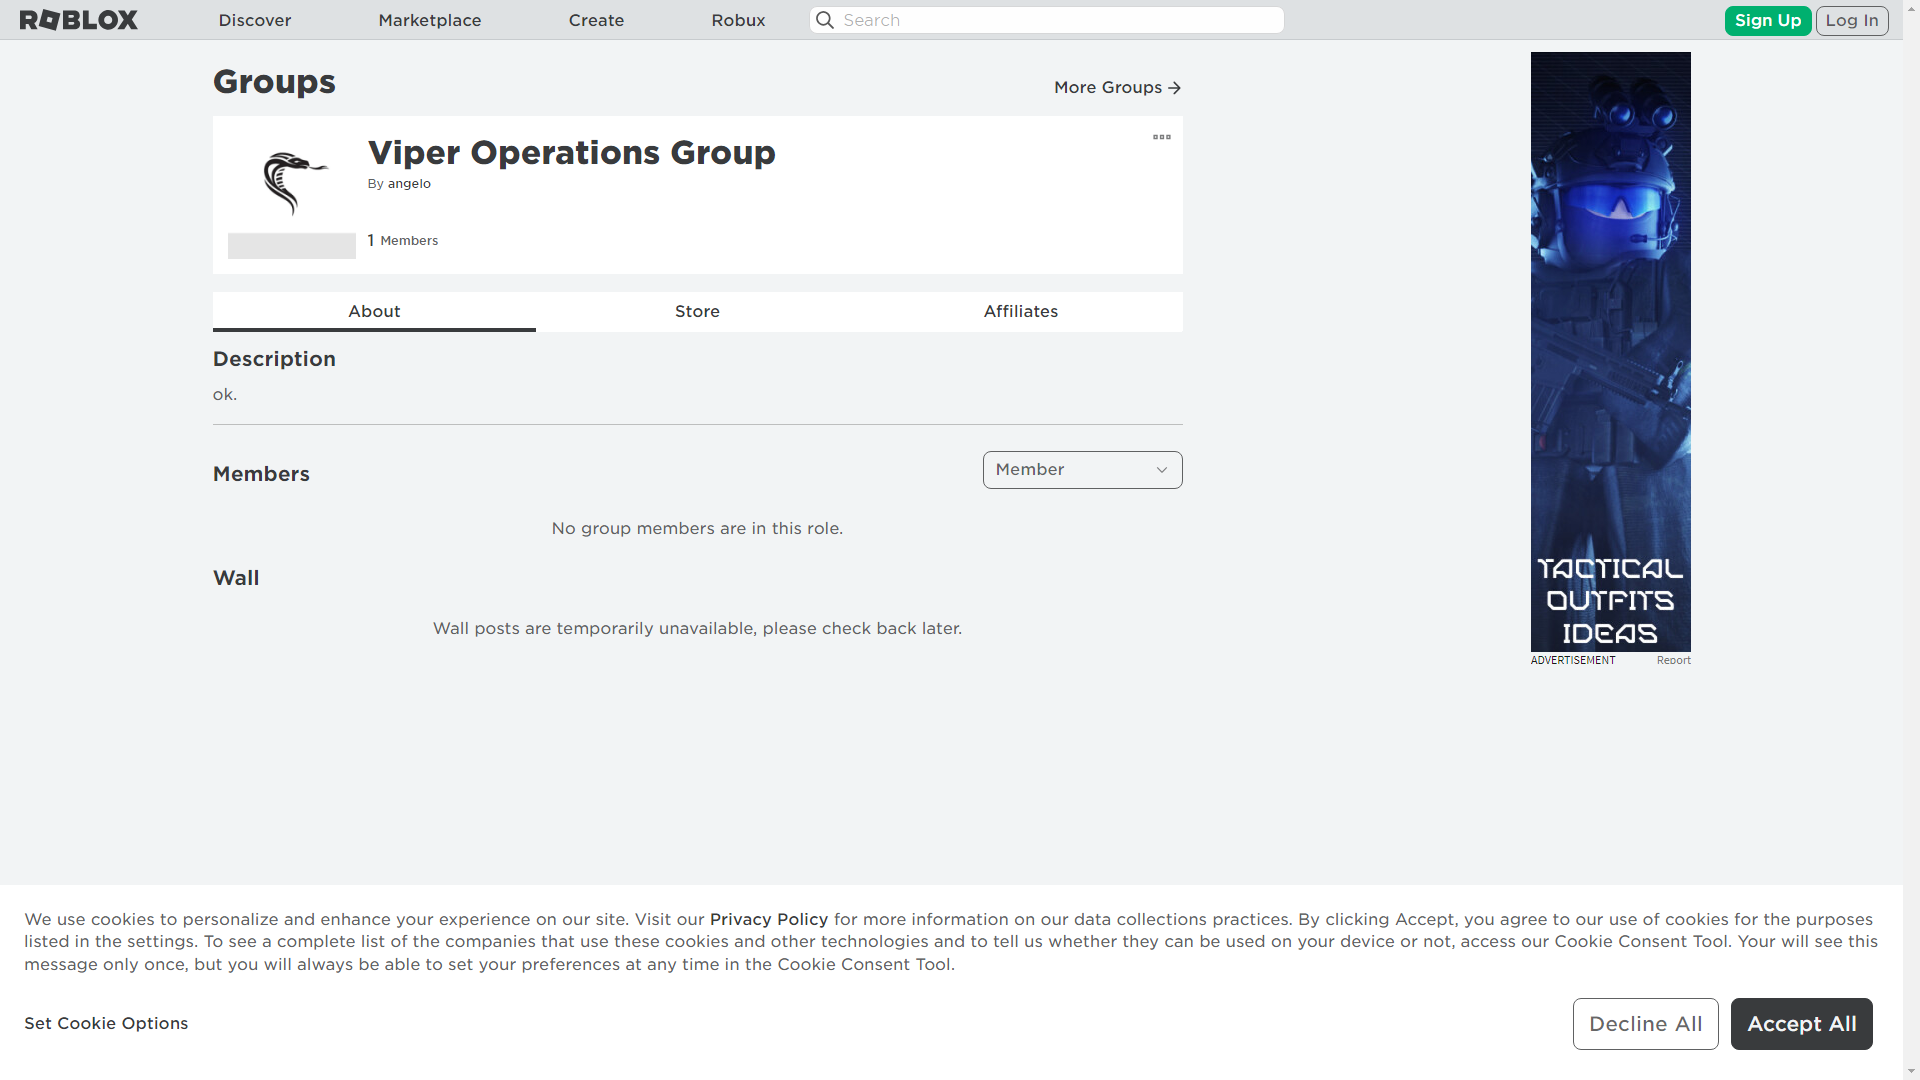 ROBLOX
Discover
Marketplace
Create
Robux
Search
Sign Up
Log In
Groups
More Groups
Viper Operations Group
By angelo
1 Members
About
Store
Affiliates
Description
ok.
Members
Member
No group members are in this role.
Wall
Wall posts are temporarily unavailable, please check back later.
TACTICAL
OUTFITS
IDEAS
ADVERTISEMENT
Report
We use cookies to personalize and enhance your experience on our site. Visit our Privacy Policy for more information on our data collections practices. By clicking Accept, you agree to our use of cookies for the purposes
listed in the settings. To see a complete list of the companies that use these cookies and other technologies and to tell us whether they can be used on your device or not, access our Cookie Consent Tool. Your will see this
message only once, but you will always be able to set your preferences at any time in the Cookie Consent Tool.
Set Cookie Options
Decline All
Accept All